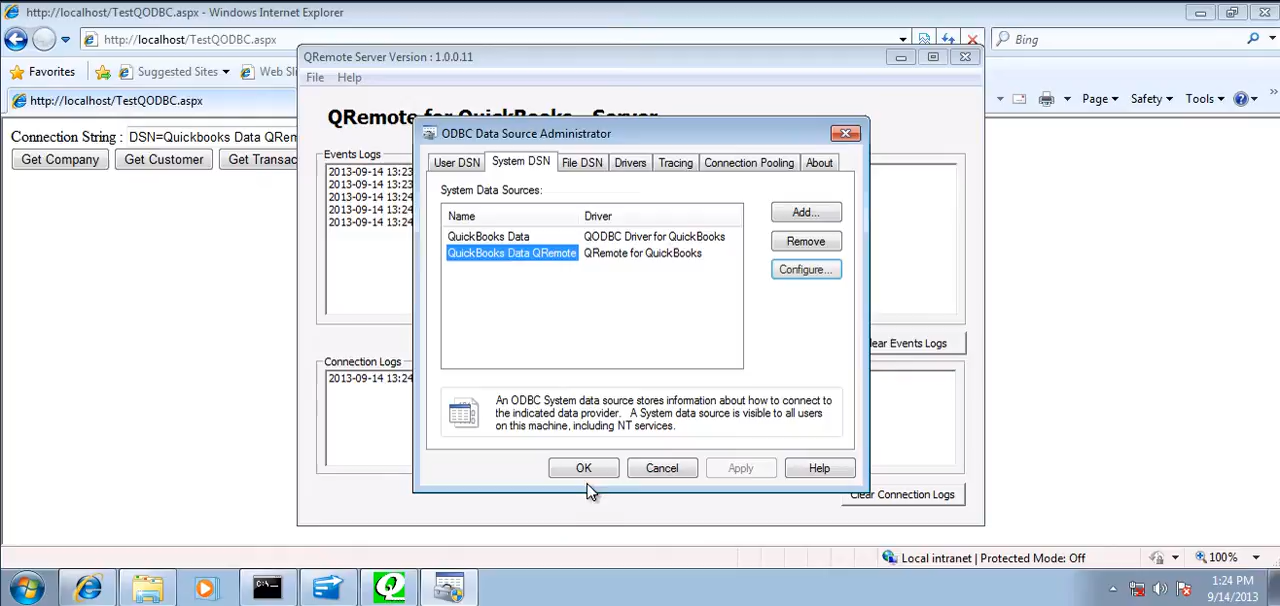 http://localhost/TestQODBC.aspx - Windows Internet Explorer
http://localhost/TestQODBC.aspx
Bing
Favorites
Suggested Sites
Web Sli
http://localhost/TestQODBC.aspx
Page
Safety
Tools
Connection String : DSN=Quickbooks Data QRem
Get Company
Get Customer
Get Transac
QRemote Server Version : 1.0.0.11
File
Help
QRemote for QuickBooks - Server
Events Logs
2013-09-14 13:23
2013-09-14 13:24
2013-09-14 13:24
2013-09-14 13:24
2013-09-14 13:24
lear Events Logs
Connection Logs
2013-09-14 13:24
Clear Connection Logs
ODBC Data Source Administrator
User DSN
System DSN
File DSN
Drivers
Tracing
Connection Pooling
About
System Data Sources:
Name
Driver
QuickBooks Data
QODBC Driver for QuickBooks
QuickBooks Data QRemote
QRemote for QuickBooks
Add...
Remove
Configure...
An ODBC System data source stores information about how to connect to
the indicated data provider. A System data source is visible to all users
on this machine, including NT services.
OK
Cancel
Apply
Help
Local intranet | Protected Mode: Off
100%
1:24 PM
9/14/2013